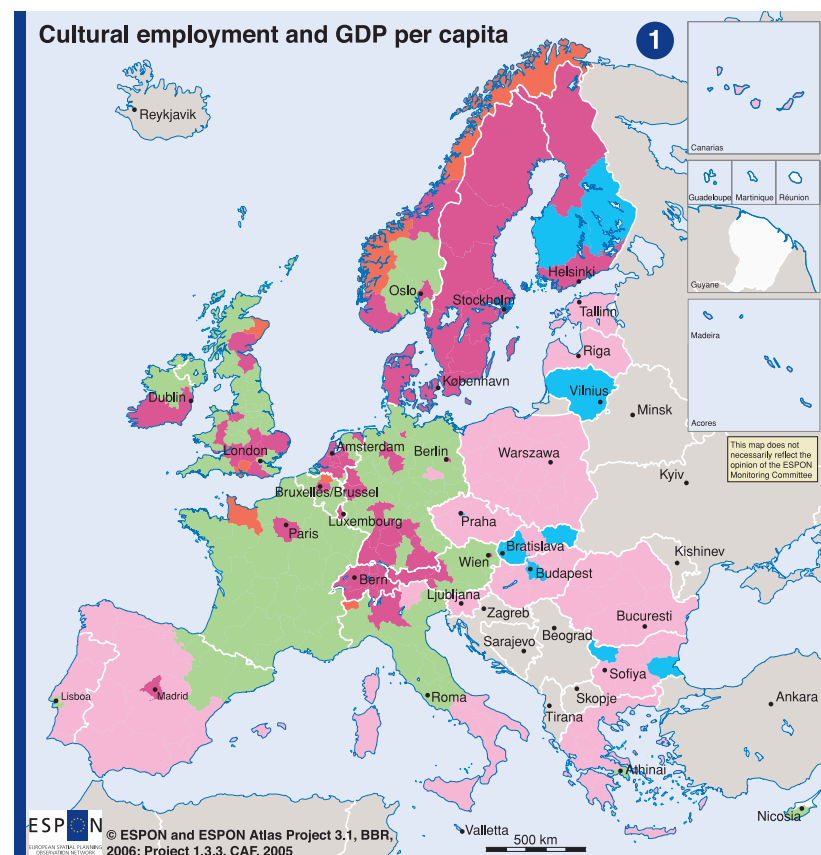 Cultural employment and GDP per capita
1
Canarias
Guadeloupe
Martinique
Réunion
Guyane
Madeira
Acores
This map does not
necessarily reflect the
opinion of the ESPON
Monitoring Committee
Reykjavik
Oslo
Helsinki
Stockholm
Tallinn
Riga
København
Vilnius
Minsk
Dublin
London
Amsterdam
Berlin
Warszawa
Kyiv
Bruxelles/Brussel
Luxembourg
Praha
Paris
Kishinev
Bratislava
Wien
Budapest
Bern
Ljubljana
Zagreb
Bucuresti
Beograd
Sarajevo
Sofiya
Lisboa
Madrid
Roma
Skopje
Tirana
Ankara
Athinai
Nicosia
Valletta
500 km
ESPON
EUROPEAN SPATIAL PLANNING
OBSERVATION NETWORK
© ESPON and ESPON Atlas Project 3.1, BBR,
2006; Project 1.3.3, CAF, 2005